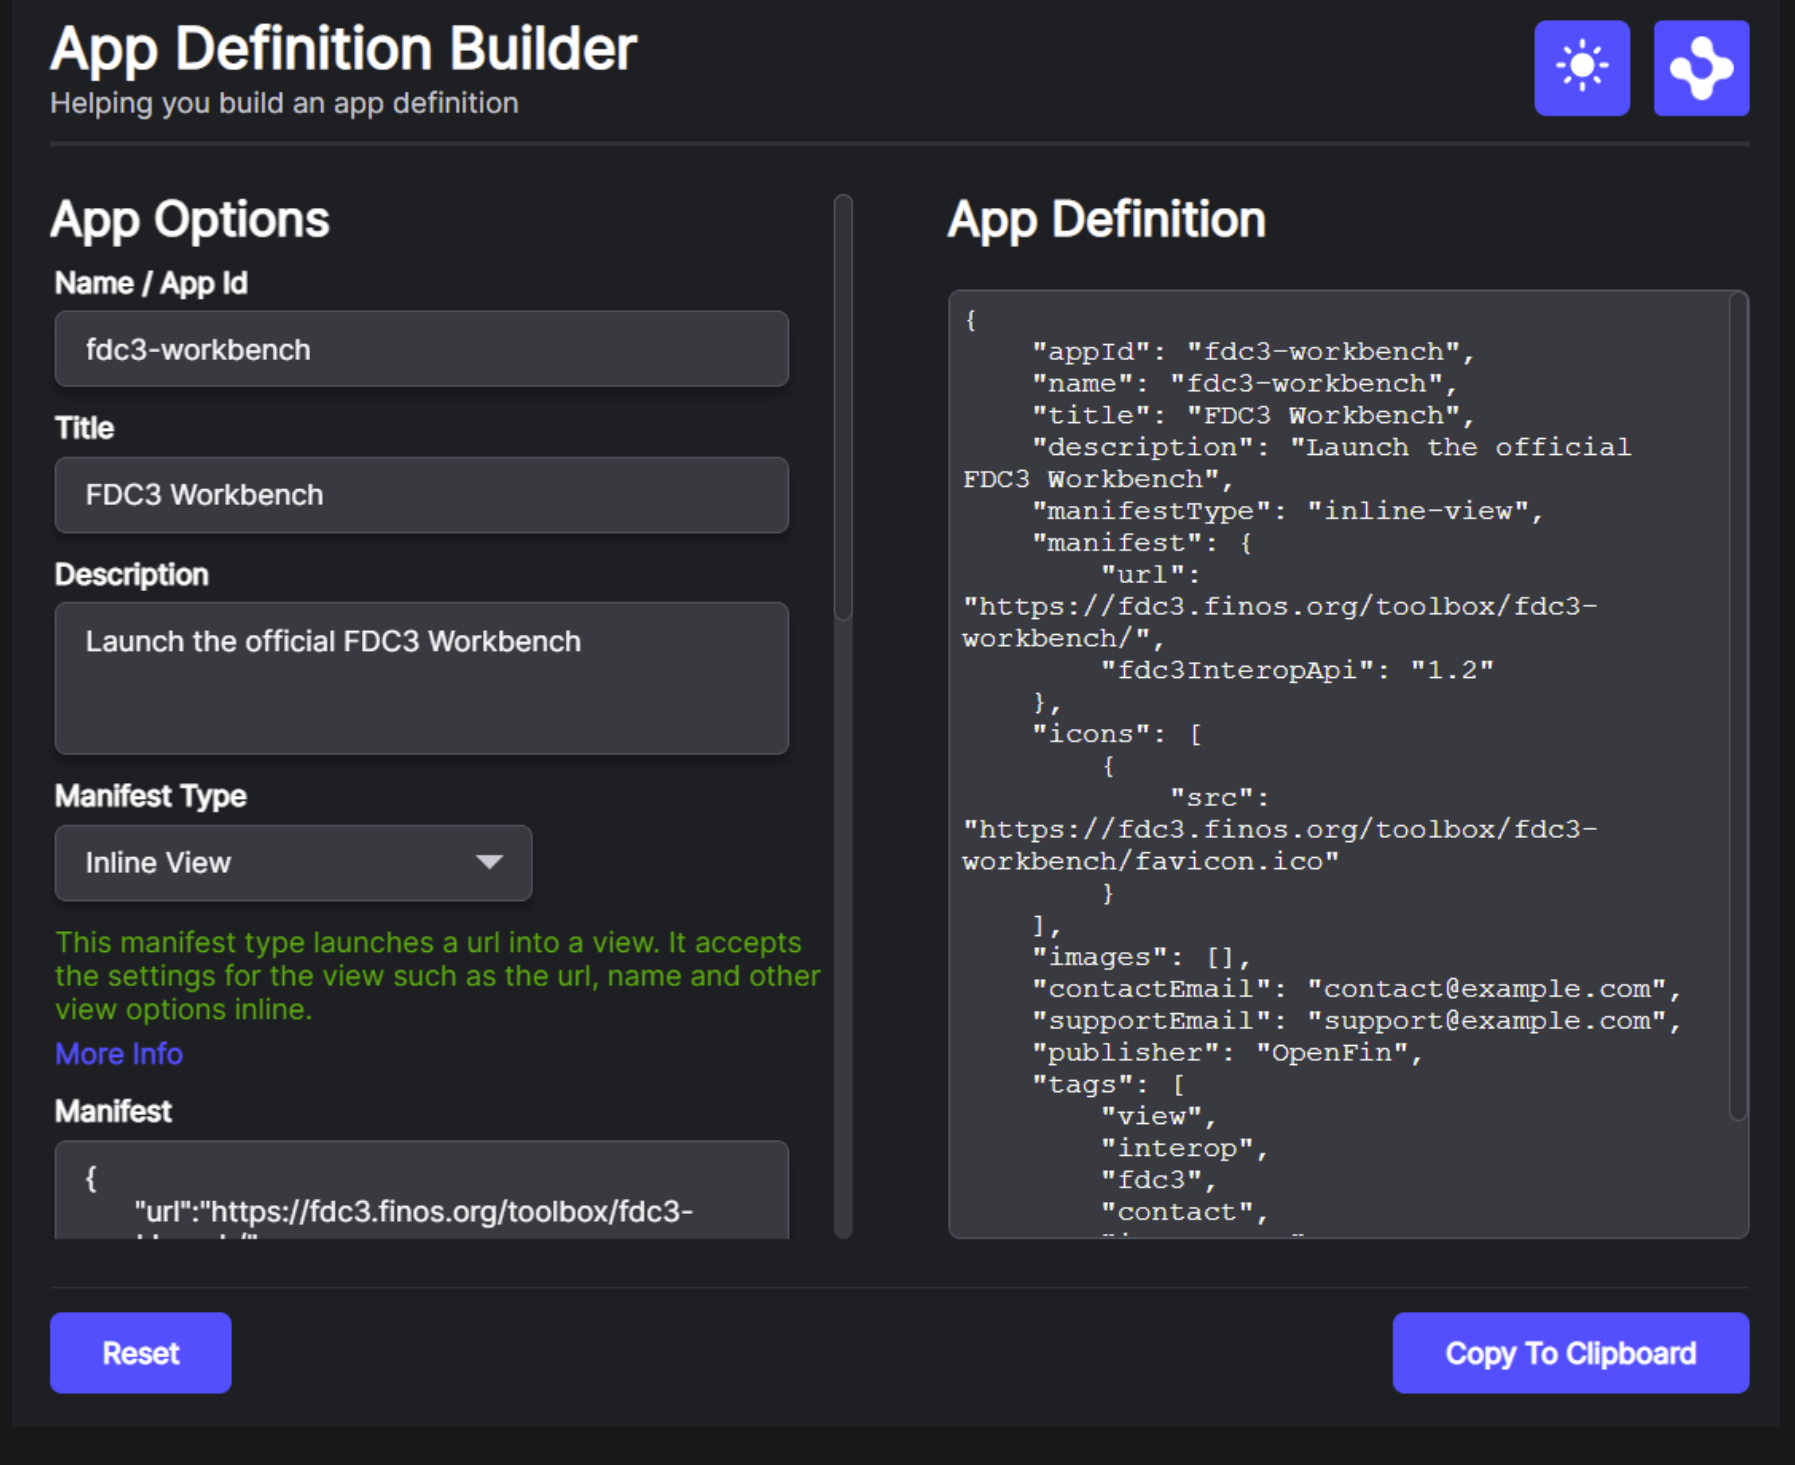 App Definition Builder
Helping you build an app definition
App Options
Name / App Id
fdc3-workbench
Title
FDC3 Workbench
Description
Launch the official FDC3 Workbench
Manifest Type
Inline View
This manifest type launches a url into a view. It accepts
the settings for the view such as the url, name and other
view options inline.
More Info
Manifest
{
"url":"https://fdc3.finos.org/toolbox/fdc3-
App Definition
{
"appId": "fdc3-workbench",
"name": "fdc3-workbench",
"title": "FDC3 Workbench",
"description": "Launch the official
FDC3 Workbench",
"manifestType": "inline-view",
"manifest": {
"url":
"https://fdc3.finos.org/toolbox/fdc3-
workbench/",
"fdc3InteropApi": "1.2"
},
"icons": [
{
"src":
"https://fdc3.finos.org/toolbox/fdc3-
workbench/favicon.ico"
}
],
"images": [],
"contactEmail": "contact@example.com",
"supportEmail": "support@example.com",
"publisher": "OpenFin",
"tags": [
"view",
"interop",
"fdc3",
"contact",
Reset
Copy To Clipboard